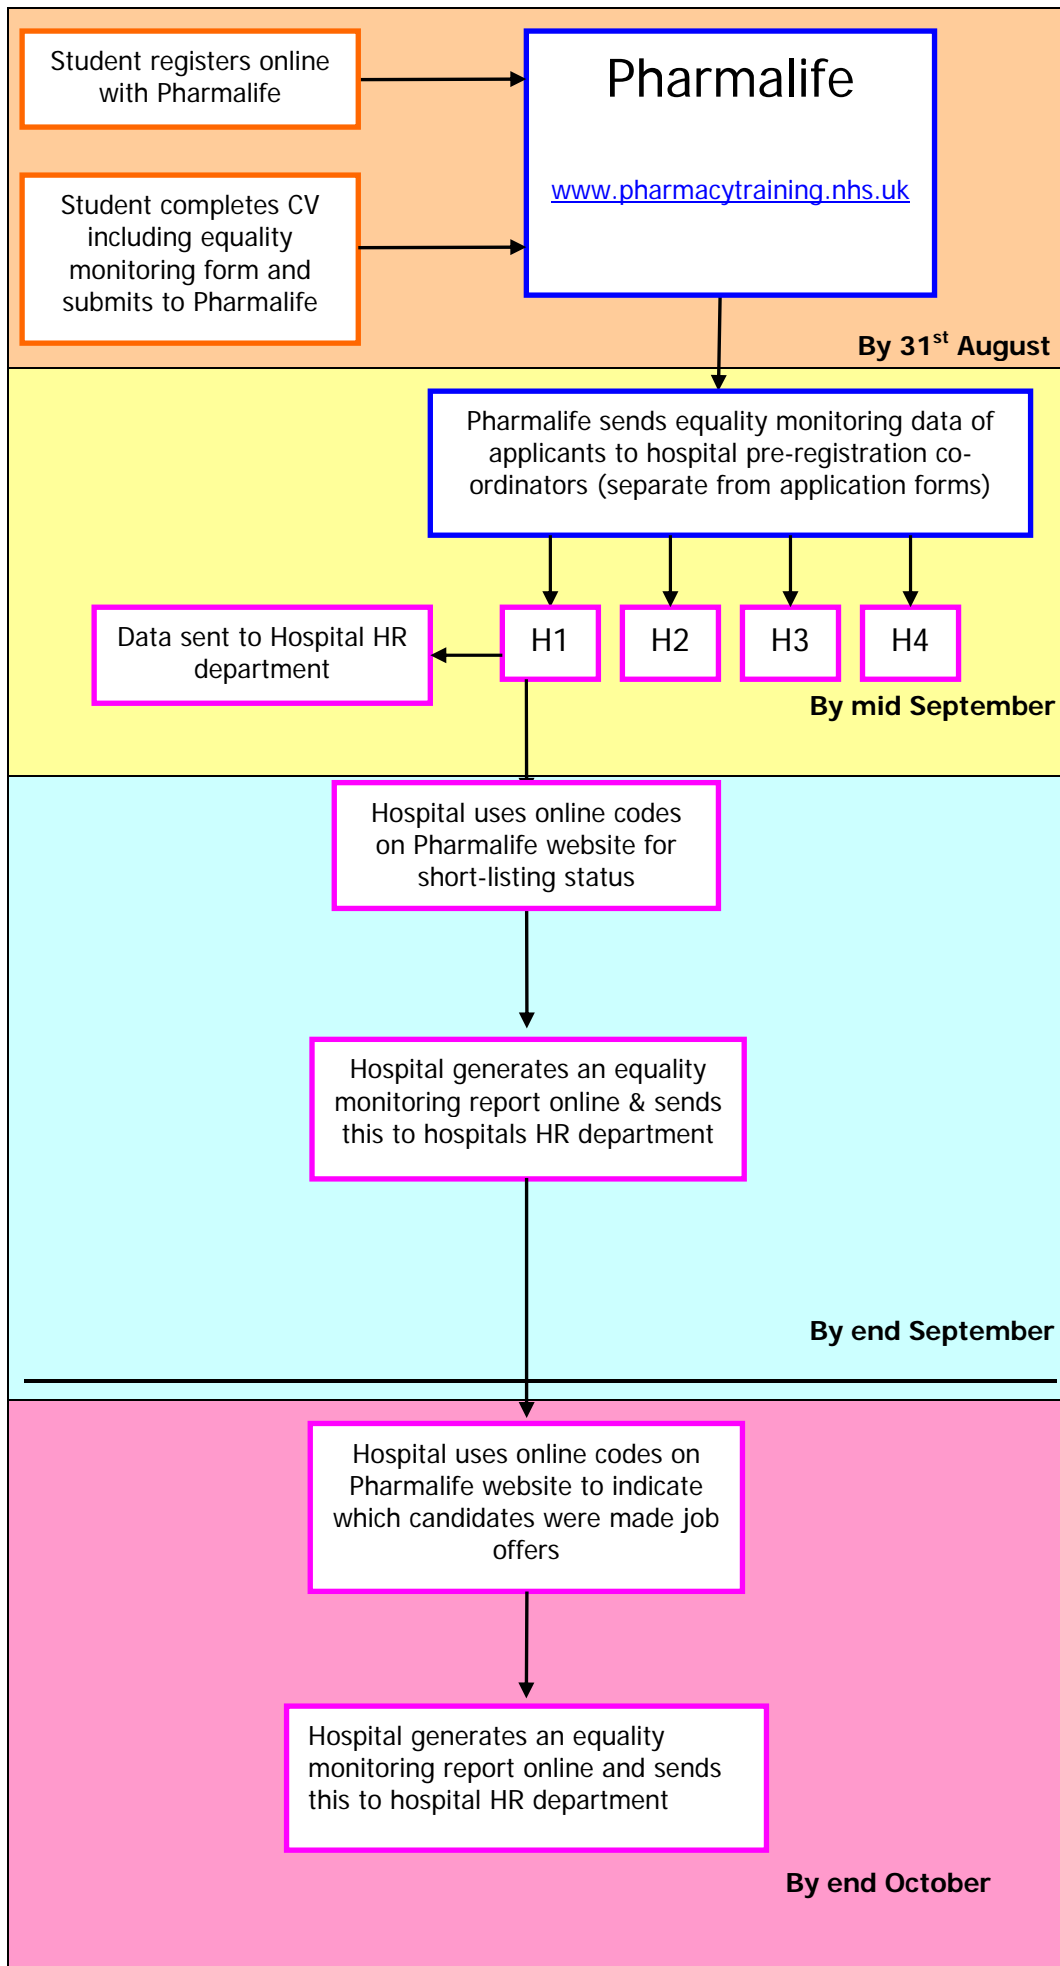 Student registers online
with Pharmalife
Pharmalife
www.pharmacytraining.nhs.uk
Student completes CV
including equality
monitoring form and
submits to Pharmalife
By 31st August
Pharmalife sends equality monitoring data of
applicants to hospital pre-registration co-
ordinators (separate from application forms)
Data sent to Hospital HR
department
H1
H2
H3
H4
By mid September
Hospital uses online codes
on Pharmalife website for
short-listing status
Hospital generates an equality
monitoring report online & sends
this to hospitals HR department
By end September
Hospital uses online codes on
Pharmalife website to indicate
which candidates were made job
offers
Hospital generates an equality
monitoring report online and sends
this to hospital HR department
By end October